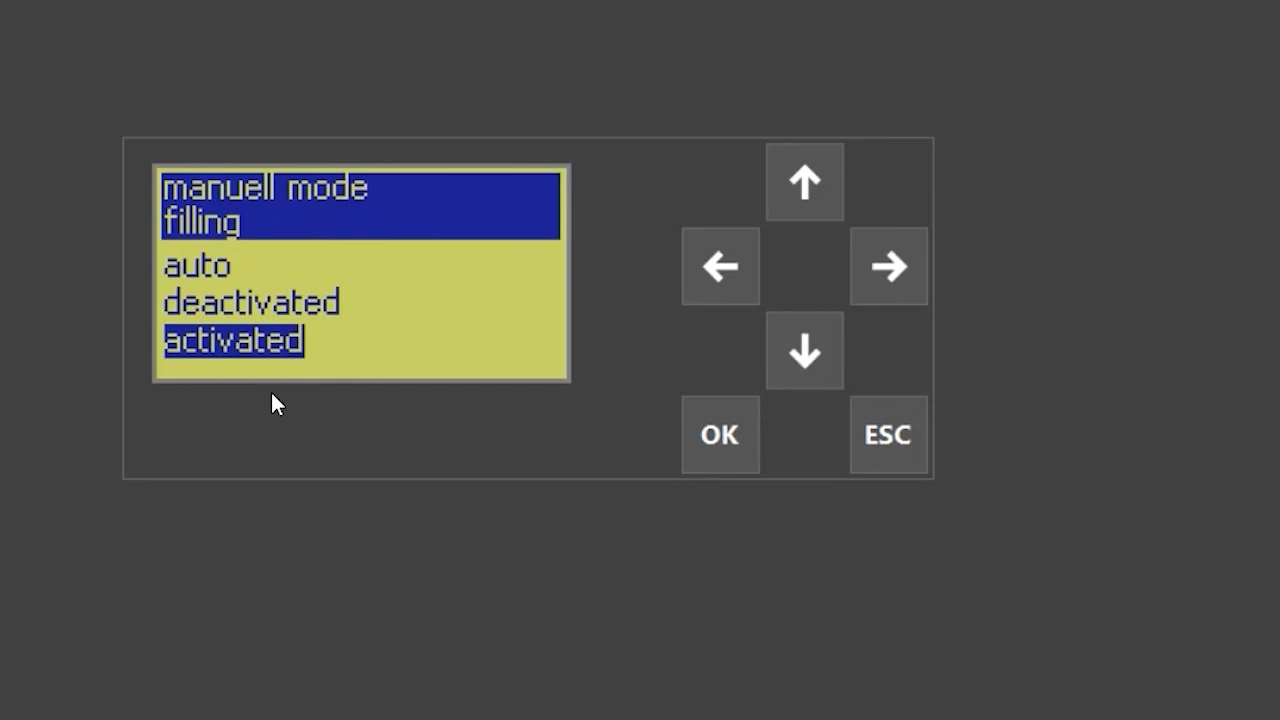 manuell mode
filling
auto
deactivated
activated
OK
ESC